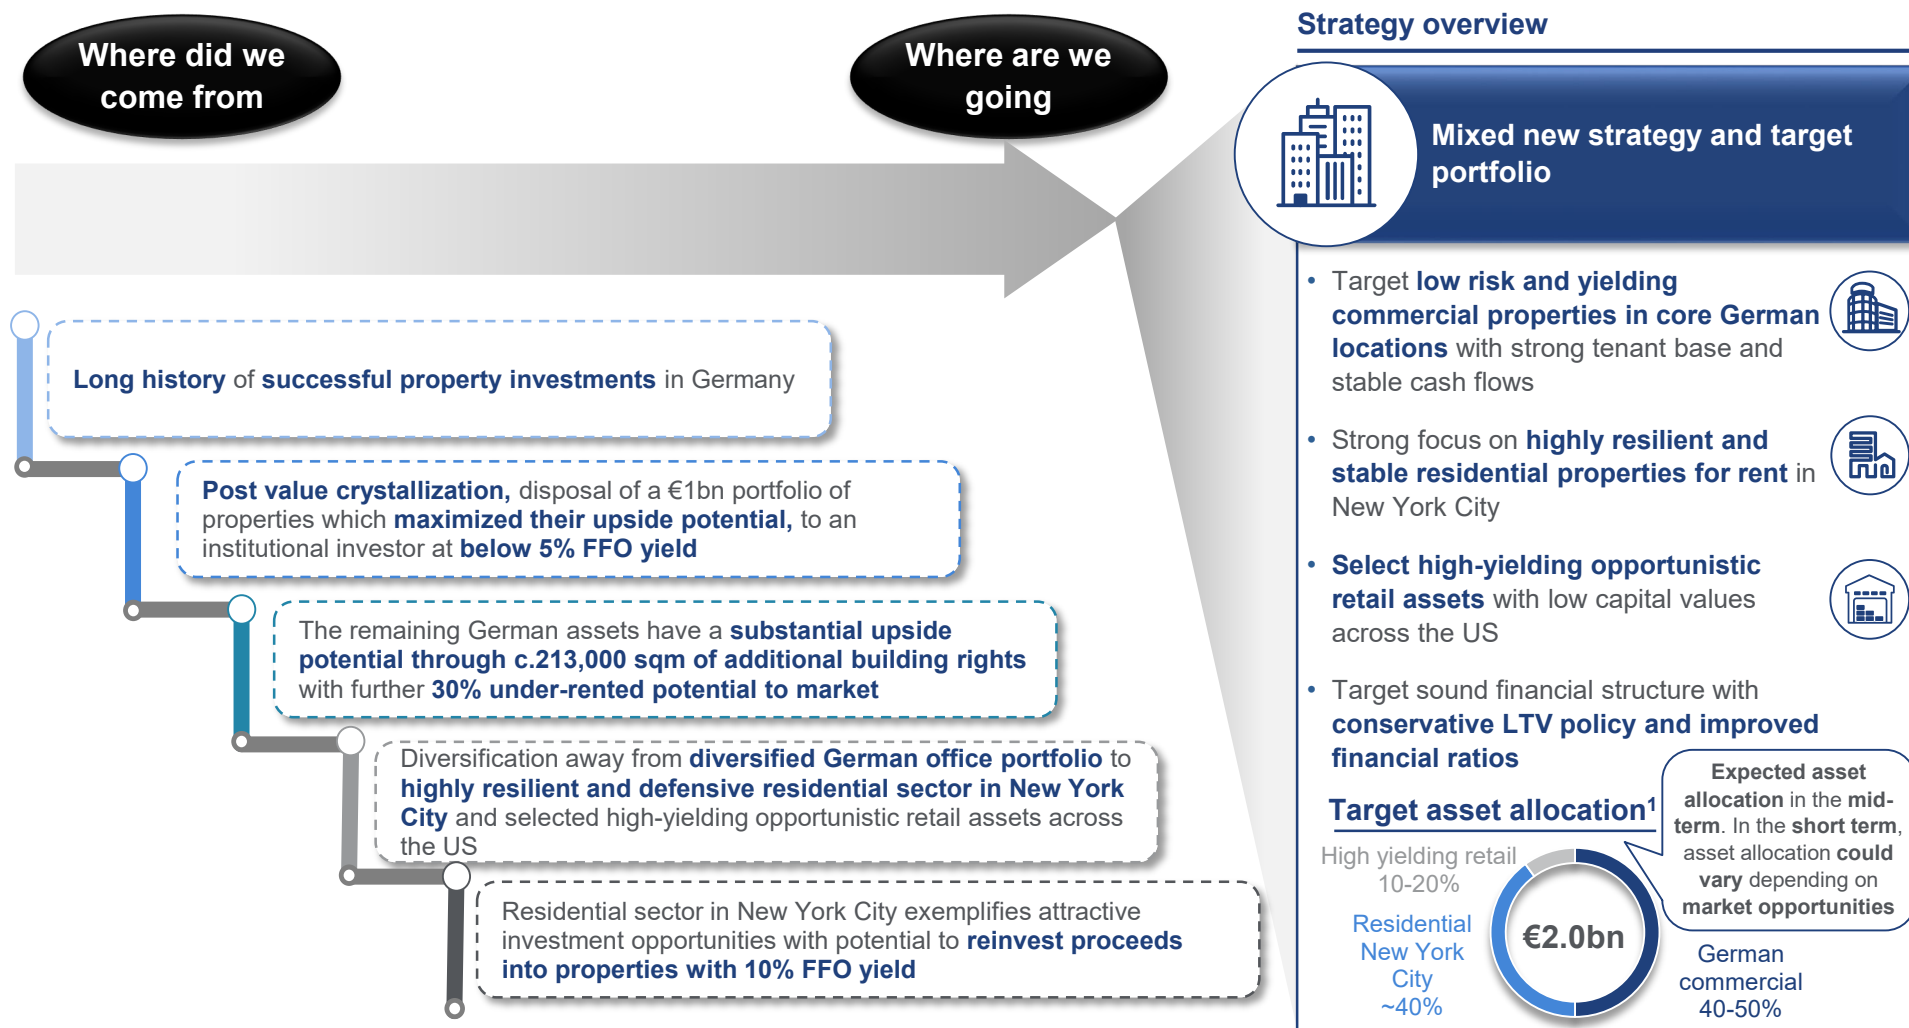 Where did we
come from
Where are we
going
Long history of successful property investments in Germany
Post value crystallization, disposal of a €1bn portfolio of
properties which maximized their upside potential, to an
institutional investor at below 5% FFO yield
The remaining German assets have a substantial upside
potential through c.213,000 sqm of additional building rights
with further 30% under-rented potential to market
Diversification away from diversified German office portfolio to
highly resilient and defensive residential sector in New York
City and selected high-yielding opportunistic retail assets across
the US
Residential sector in New York City exemplifies attractive
investment opportunities with potential to reinvest proceeds
into properties with 10% FFO yield
Strategy overview
Mixed new strategy and target
portfolio
• Target low risk and yielding
commercial properties in core German
locations with strong tenant base and
stable cash flows
• Strong focus on highly resilient and
stable residential properties for rent in
New York City
• Select high-yielding opportunistic
retail assets with low capital values
across the US
• Target sound financial structure with
conservative LTV policy and improved
financial ratios
Target asset allocation¹
Expected asset
allocation in the mid-
term. In the short term,
asset allocation could
vary depending on
market opportunities
High yielding retail
10-20%
Residential
New York
City
~40%
€2.0bn
German
commercial
40-50%